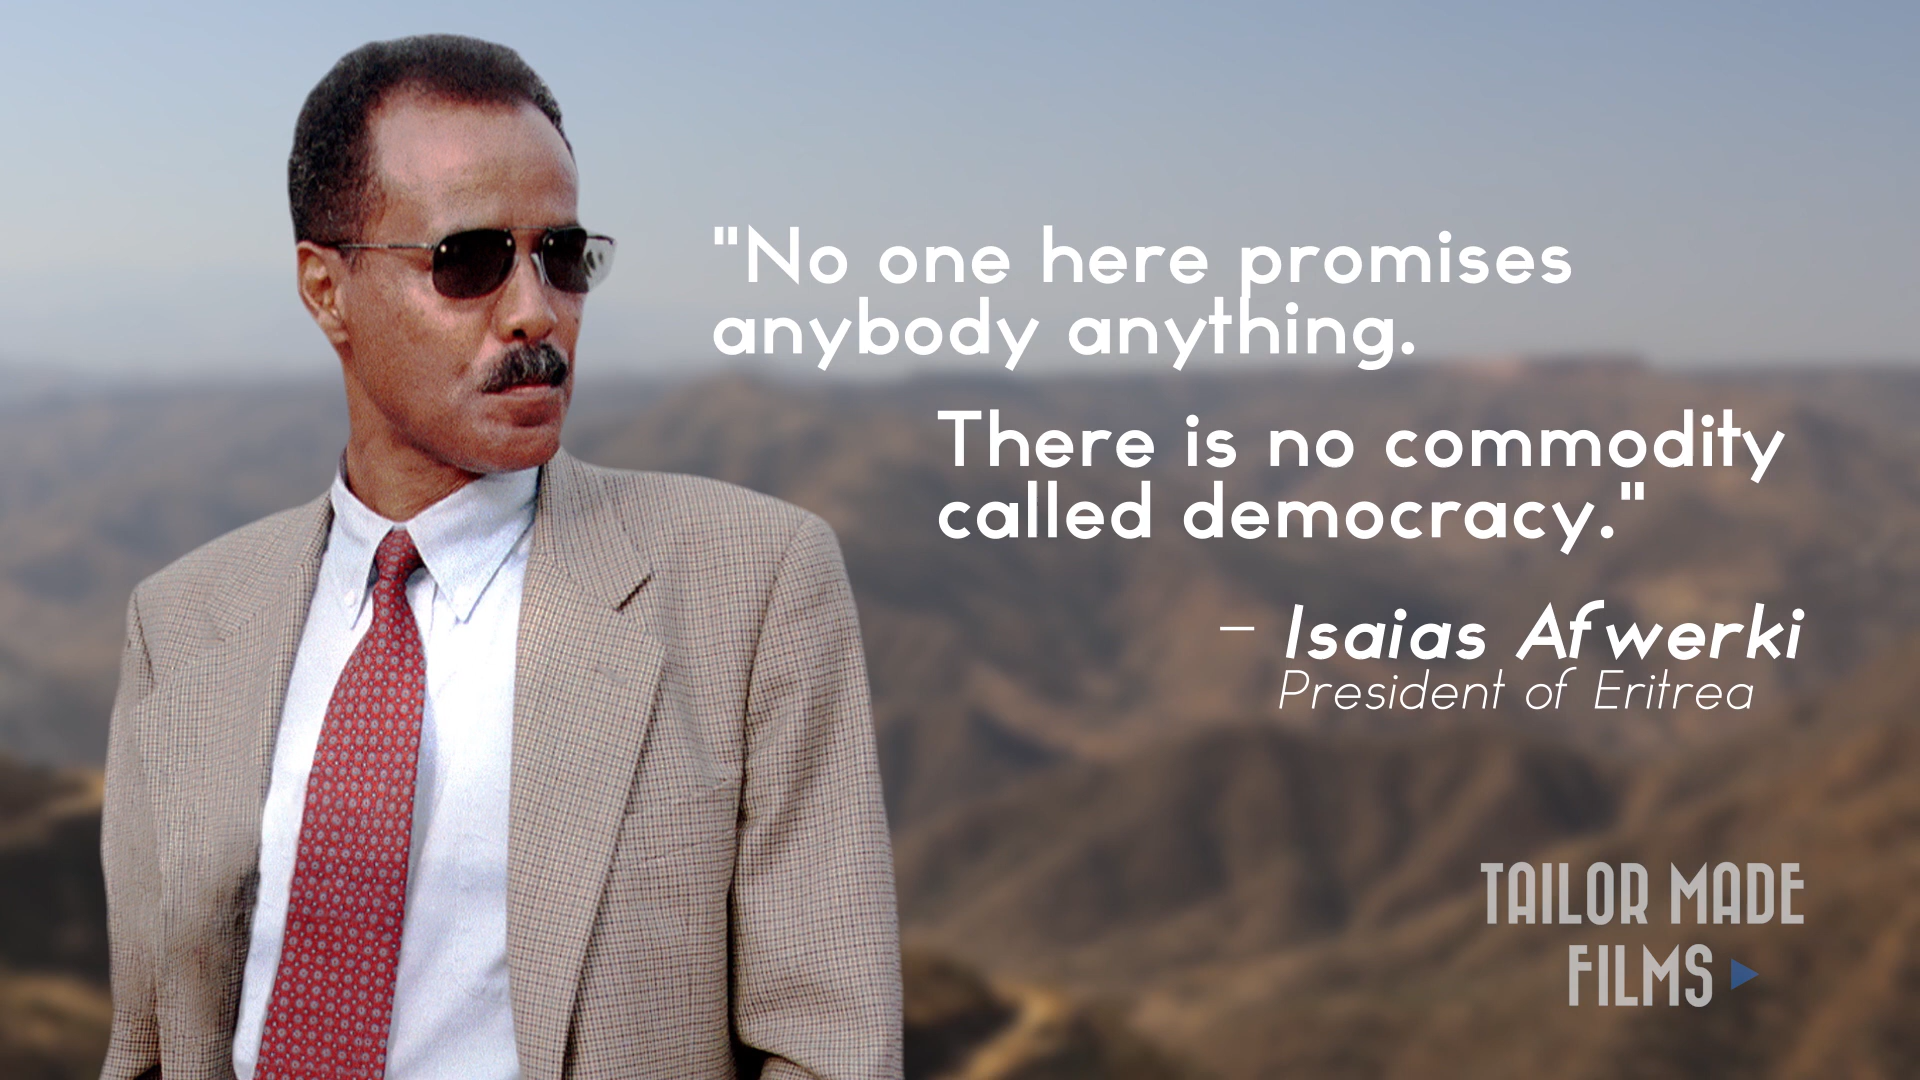 "No one here promises
anybody anything.
There is no commodity
called democracy."
– Isaias Afwerki
President of Eritrea
TAILOR MADE
FILMS